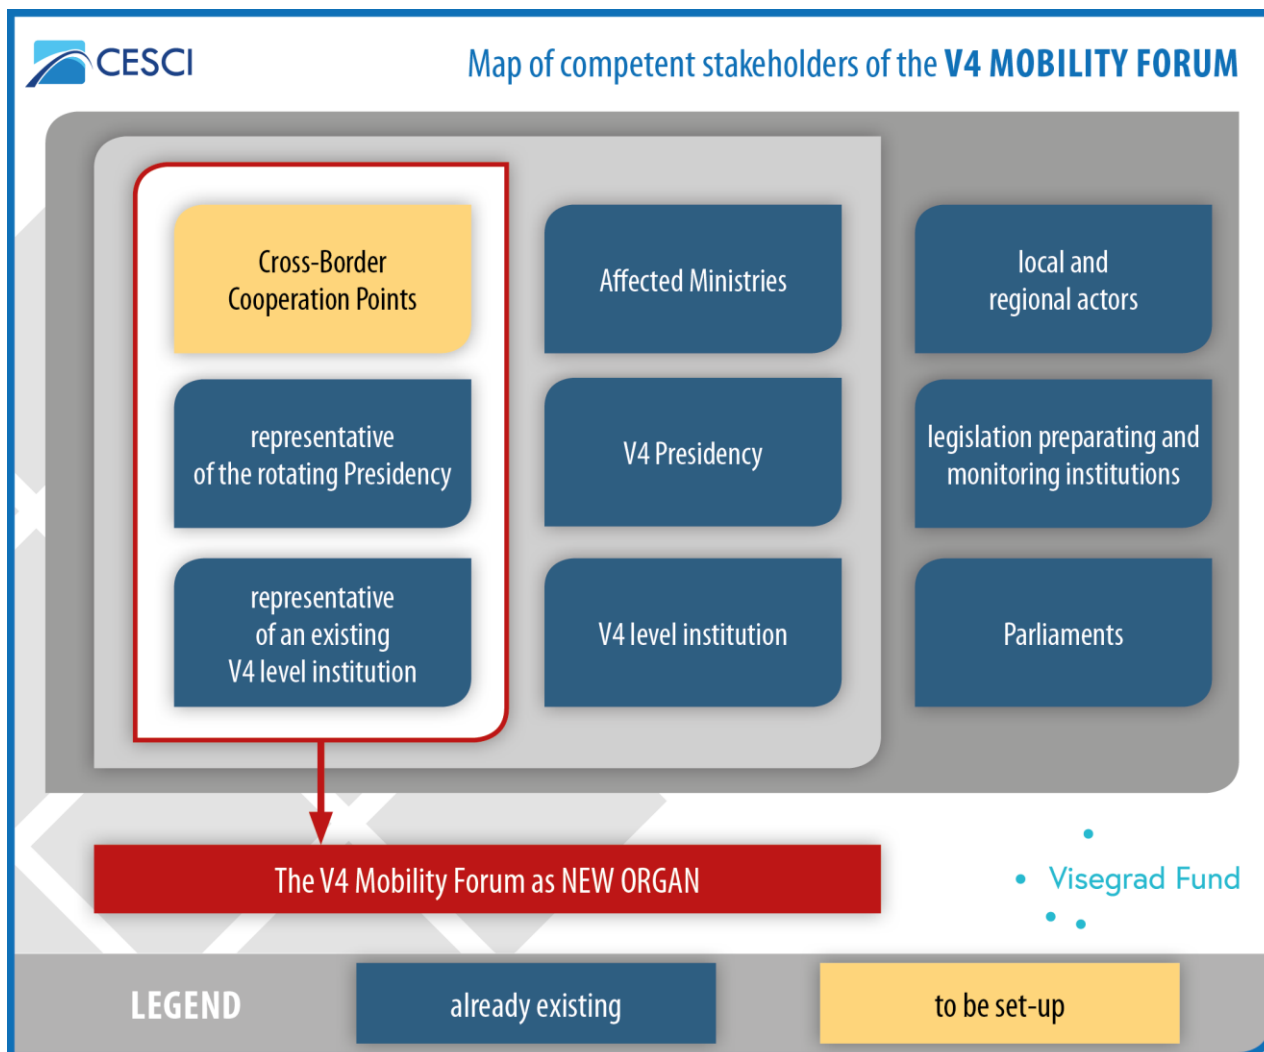 CESCI
Map of competent stakeholders of the V4 MOBILITY FORUM
Cross-Border
Cooperation Points
Affected Ministries
local and
regional actors
representative
of the rotating Presidency
V4 Presidency
legislation preparating and
monitoring institutions
representative
of an existing
V4 level institution
V4 level institution
Parliaments
The V4 Mobility Forum as NEW ORGAN
Visegrad Fund
LEGEND
already existing
to be set-up